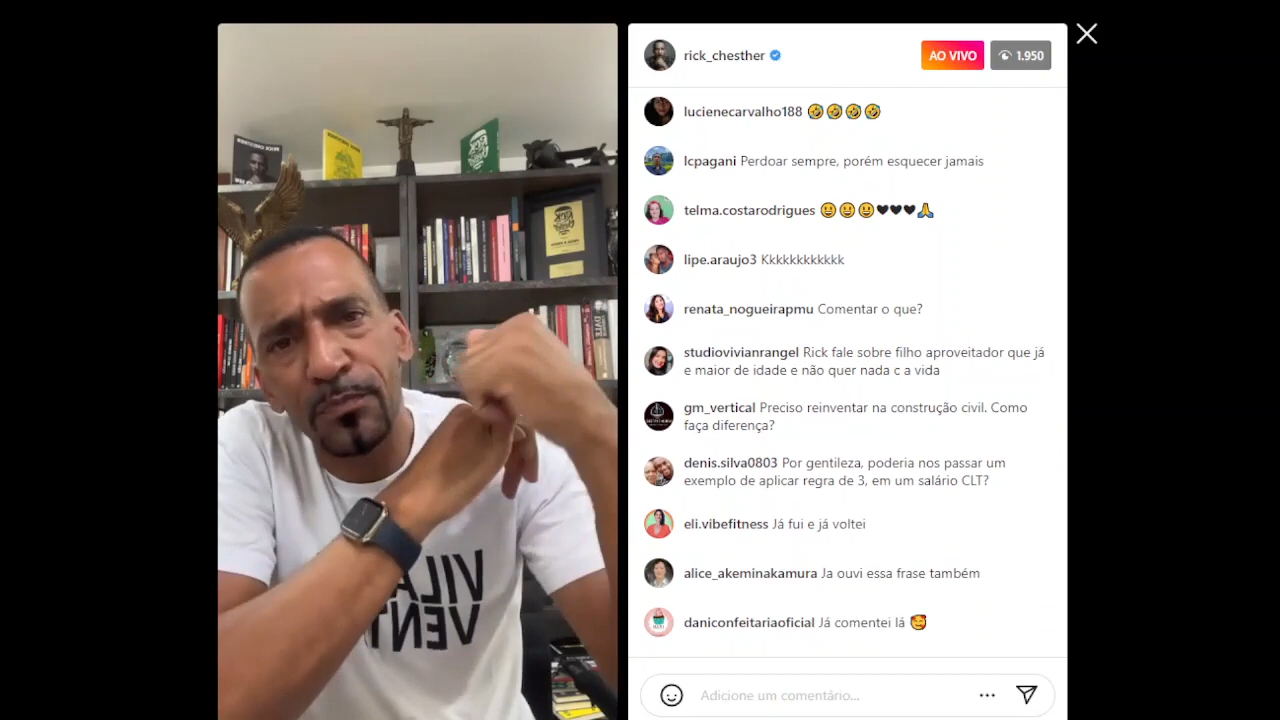 rick_chesther
AO VIVO
1.950
lucienecarvalho188 🤣🤣🤣🤣
lcpagani Perdoar sempre, porém esquecer jamais
telma.costarodrigues 😃😃😃🖤🖤🖤🙏
lipe.araujo3 Kkkkkkkkkkkk
renata_nogueirapmu Comentar o que?
studiovivianrangel Rick fale sobre filho aproveitador que já
e maior de idade e não quer nada c a vida
gm_vertical Preciso reinventar na construção civil. Como
faça diferença?
denis.silva0803 Por gentileza, poderia nos passar um
exemplo de aplicar regra de 3, em um salário CLT?
eli.vibefitness Já fui e já voltei
alice_akeminakamura Ja ouvi essa frase também
daniconfeitariaoficial Já comentei lá 🥰
Adicione um comentário...
VILA
VENT